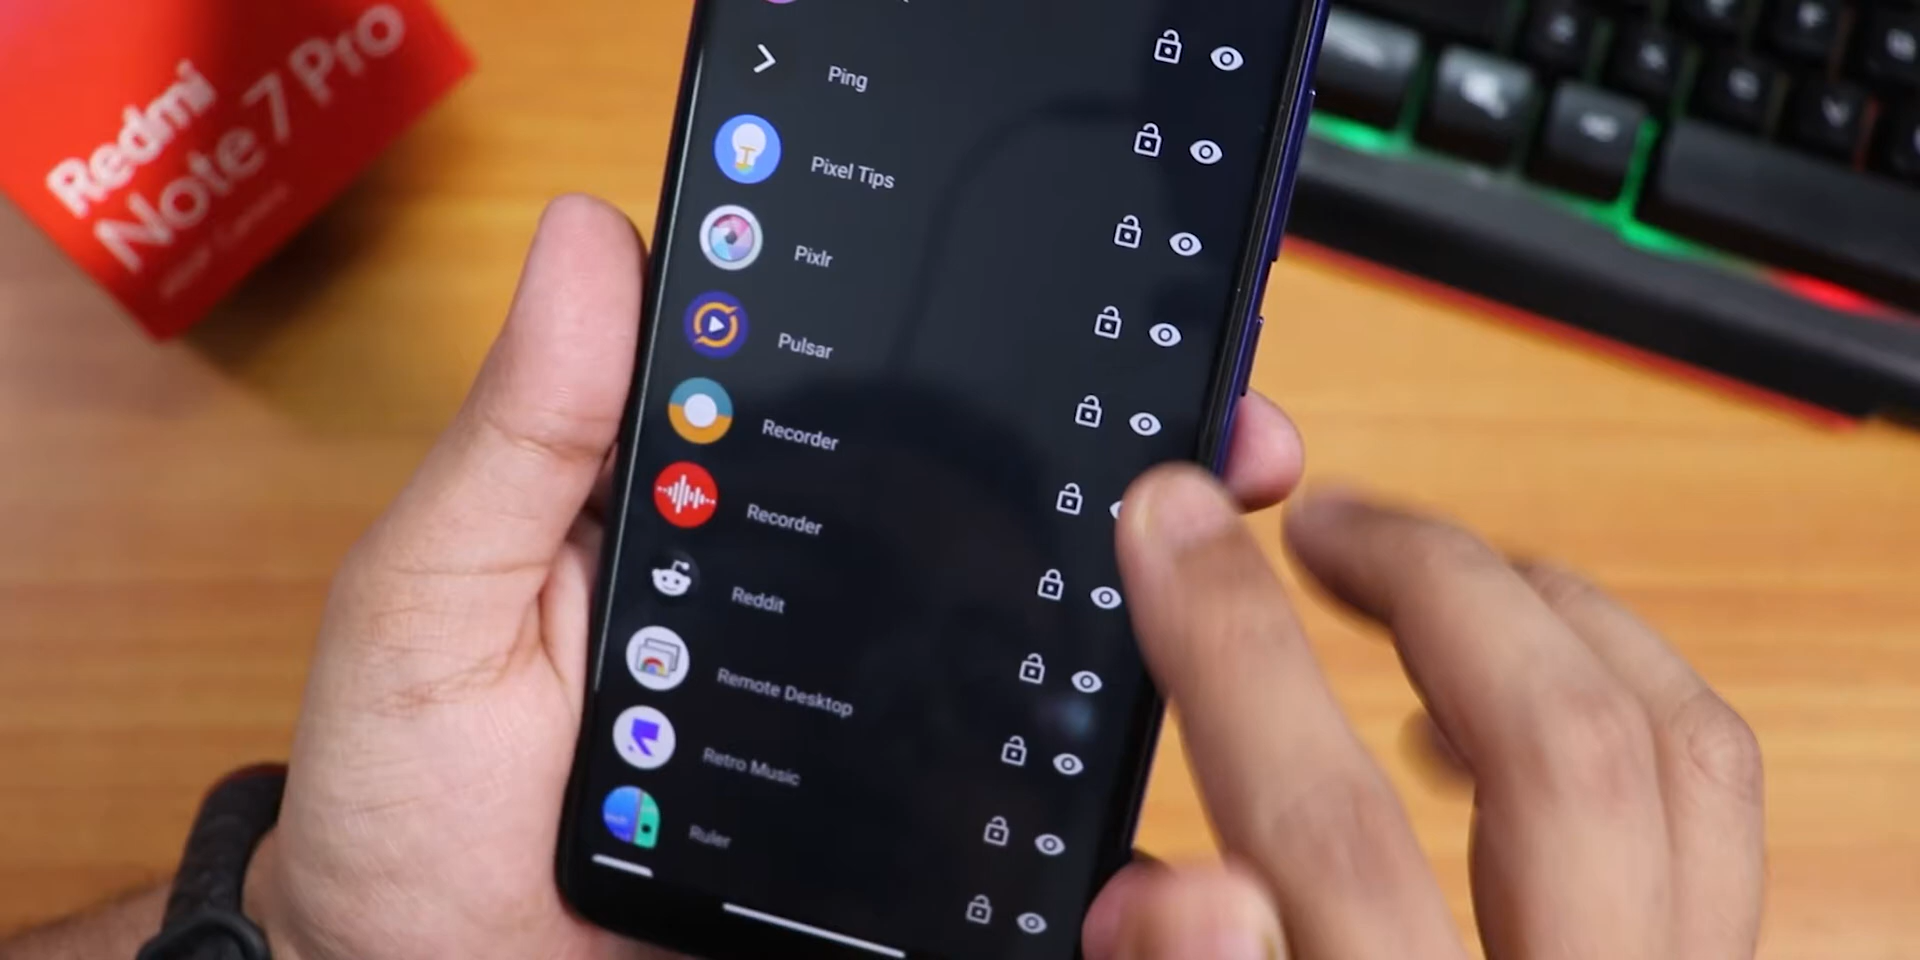 Redmi
Note 7 Pro
Ping
Pixel Tips
Pixlr
Pulsar
Recorder
Recorder
Reddit
Remote Desktop
Retro Music
Ruler